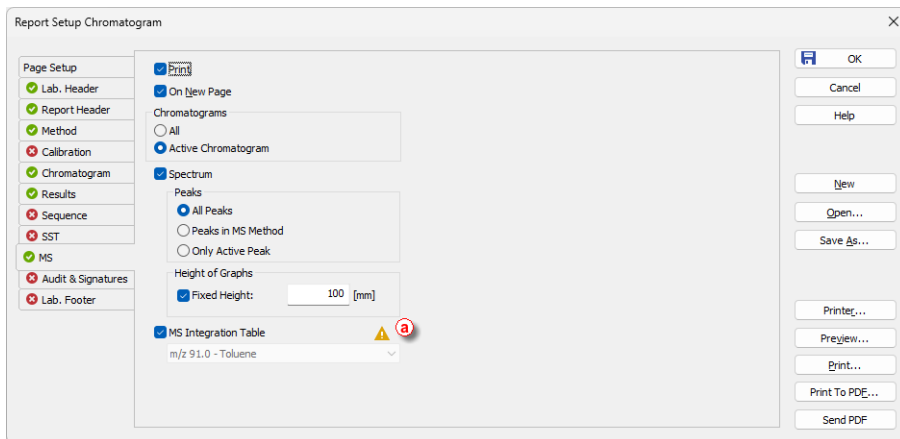 Report Setup Chromatogram
Page Setup
Lab. Header
Report Header
Method
Calibration
Chromatogram
Results
Sequence
SST
MS
Audit & Signatures
Lab. Footer
Print
On New Page
Chromatograms
All
Active Chromatogram
Spectrum
Peaks
All Peaks
Peaks in MS Method
Only Active Peak
Height of Graphs
Fixed Height: 100 [mm]
MS Integration Table a
m/z 91.0 - Toluene
OK
Cancel
Help
New
Open...
Save As...
Printer...
Preview...
Print...
Print To PDF...
Send PDF